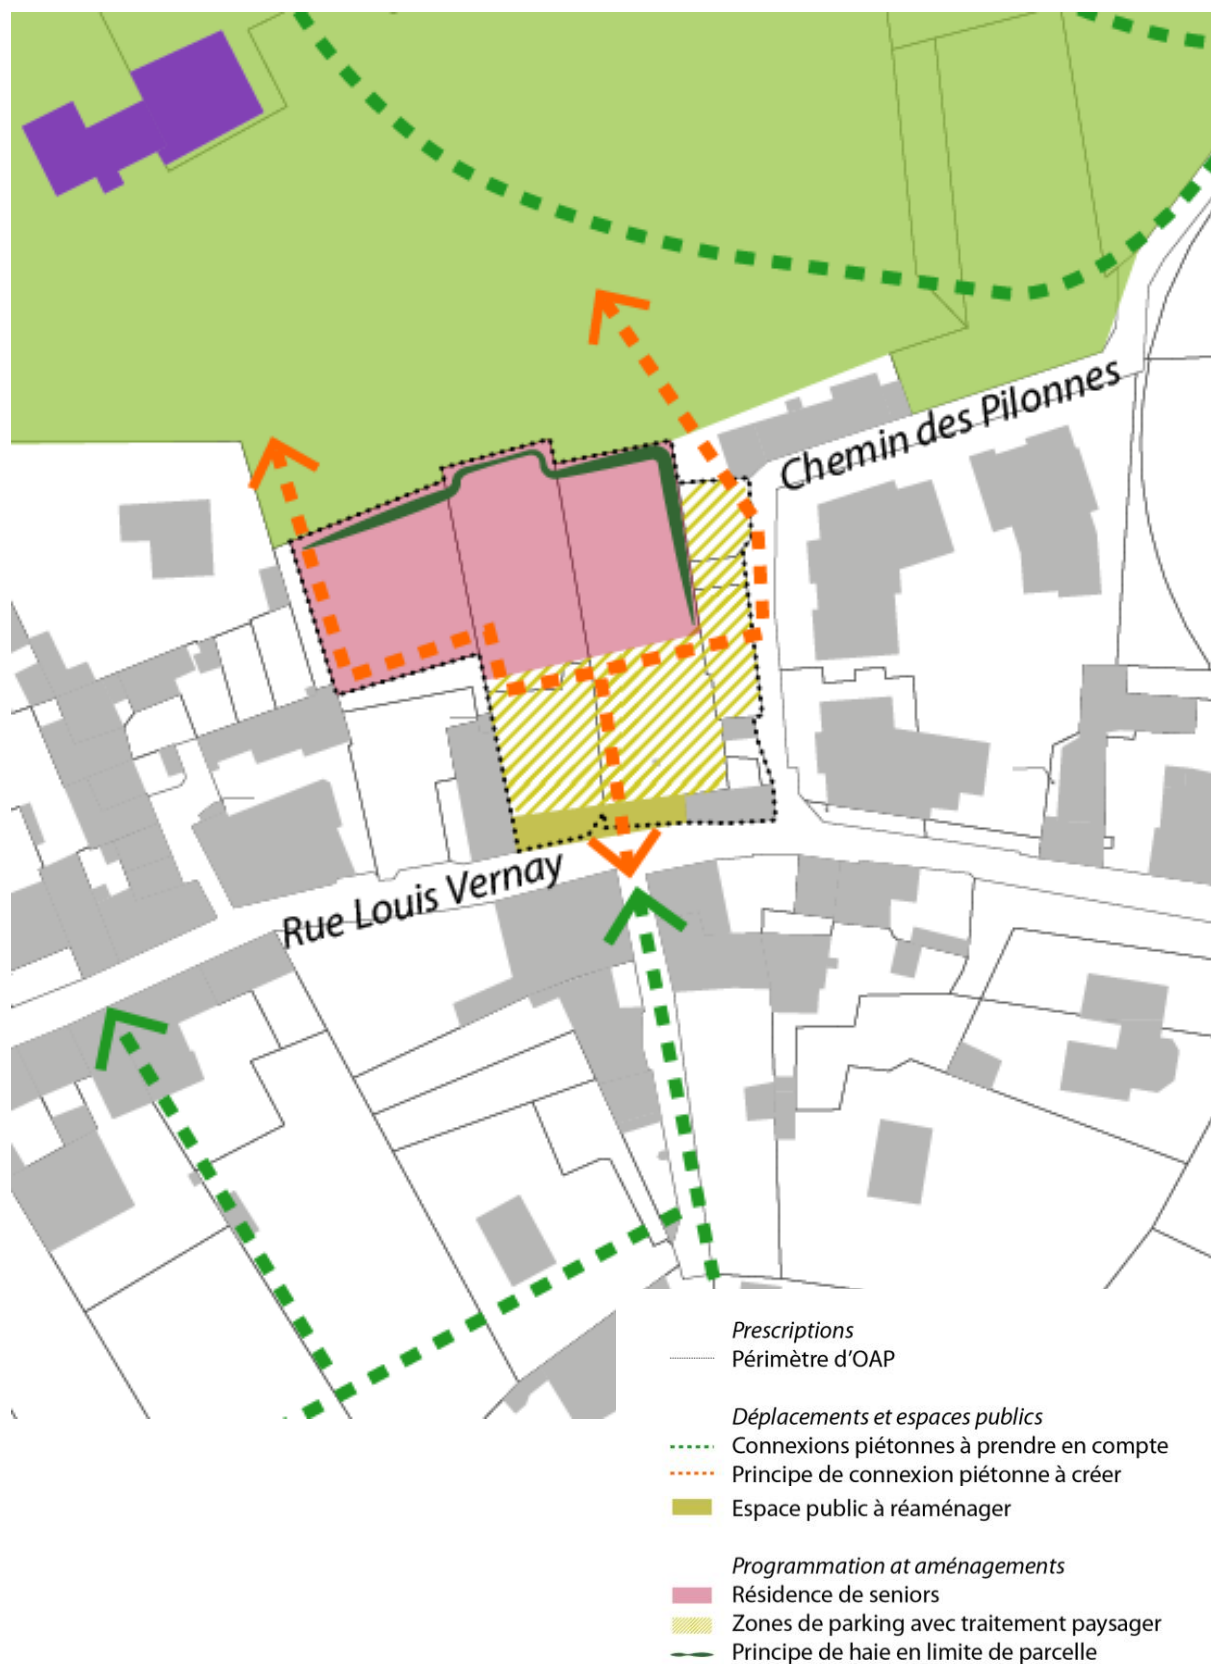 Chemin des Pilonnes
Rue Louis Vernay
Prescriptions
Périmètre d'OAP
Déplacements et espaces publics
Connexions piétonnes à prendre en compte
Principe de connexion piétonne à créer
Espace public à réaménager
Programmation at aménagements
Résidence de seniors
Zones de parking avec traitement paysager
Principe de haie en limite de parcelle